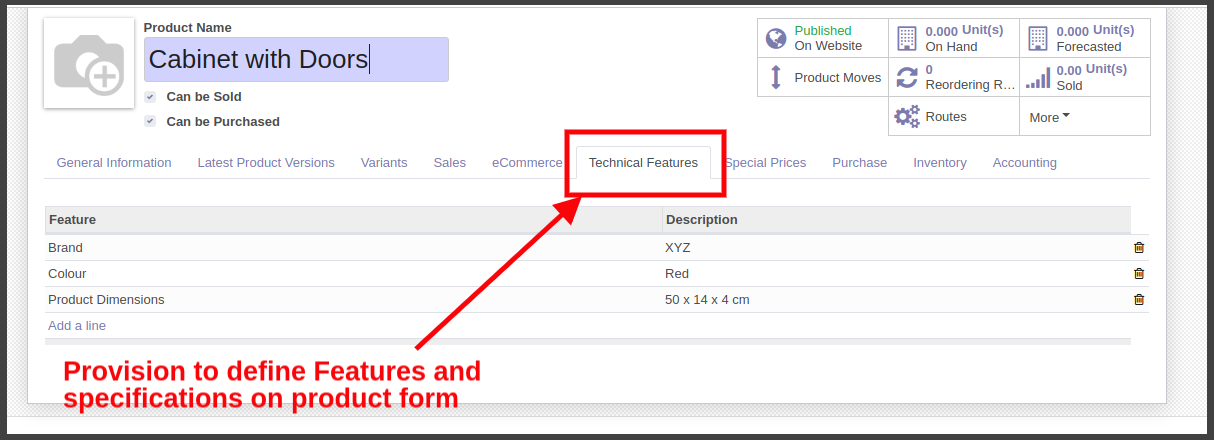 Product Name
Cabinet with Doors
Can be Sold
Can be Purchased
Published
On Website
0.000 Unit(s)
On Hand
0.000 Unit(s)
Forecasted
Product Moves
0
Reordering R...
0.00 Unit(s)
Sold
Routes
More
General Information Latest Product Versions Variants Sales eCommerce Technical Features Special Prices Purchase Inventory Accounting
Feature Description
Brand XYZ
Colour Red
Product Dimensions 50 x 14 x 4 cm
Add a line
Provision to define Features and
specifications on product form